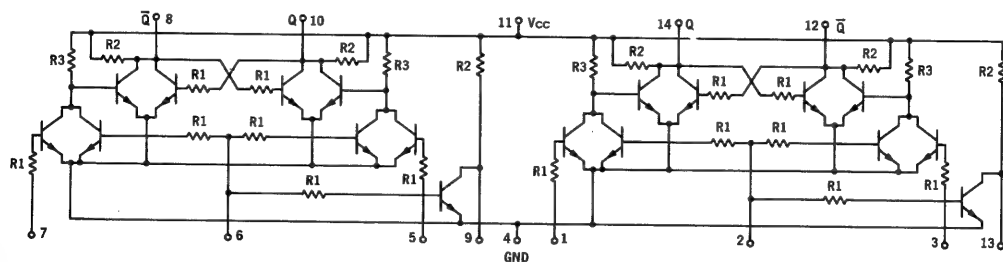 Q̅ 8 Q 10 11 VCC 14 Q 12 Q̅
R2 R2 R2 R2
R3 R1 R1 R3 R2 R3 R1 R1 R3 R2
R1 R1 R1 R1
R1 R1 R1 R1
R1 R1
7 6 5 9 4 1 2 3 13
GND